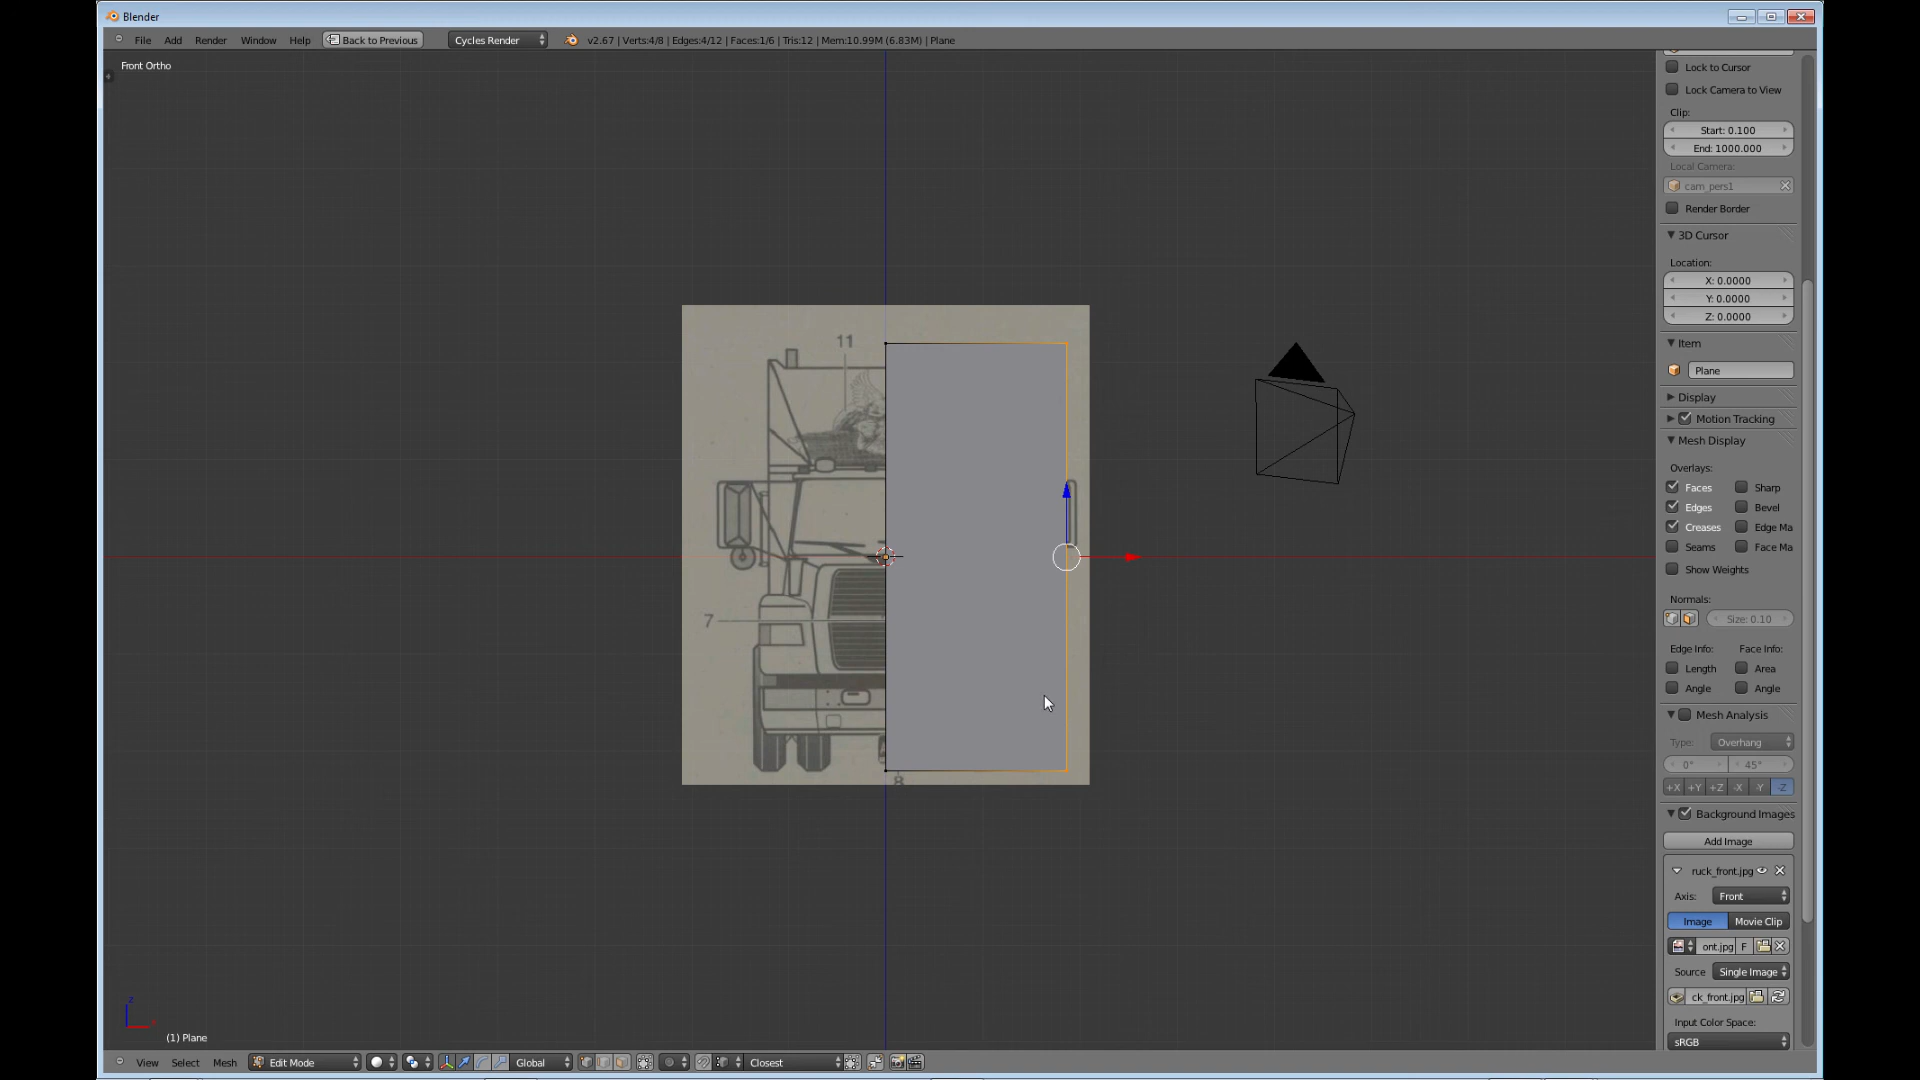 Blender
File Add Render Window Help Back to Previous Cycles Render v2.67 | Verts:4/8 | Edges:4/12 | Faces:1/6 | Tris:12 | Mem:10.99M (6.83M) | Plane
Front Ortho
11
7
8
z
(1) Plane
Lock to Cursor
Lock Camera to View
Clip:
Start: 0.100
End: 1000.000
Local Camera:
cam_pers1
Render Border
3D Cursor
Location:
X: 0.0000
Y: 0.0000
Z: 0.0000
Item
Plane
Display
Motion Tracking
Mesh Display
Overlays:
Faces Sharp
Edges Bevel
Creases Edge Ma
Seams Face Ma
Show Weights
Normals:
Size: 0.10
Edge Info: Face Info:
Length Area
Angle Angle
Mesh Analysis
Type: Overhang
0° 45°
+X +Y +Z -X -Y -Z
Background Images
Add Image
ruck_front.jpg
Axis: Front
Image Movie Clip
ont.jpg F
Source Single Image
ck_front.jpg
Input Color Space:
sRGB
View Select Mesh Edit Mode Global Closest